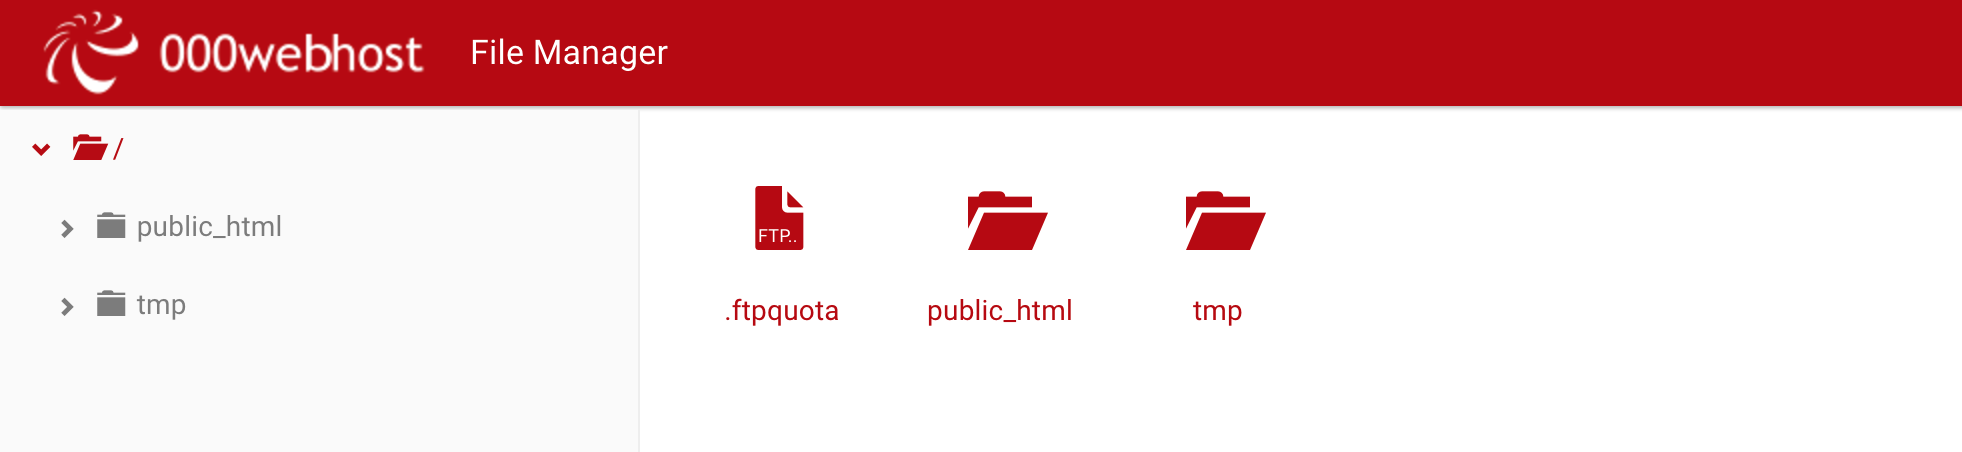 000webhost File Manager
/
public_html
tmp
FTP..
.ftpquota public_html tmp